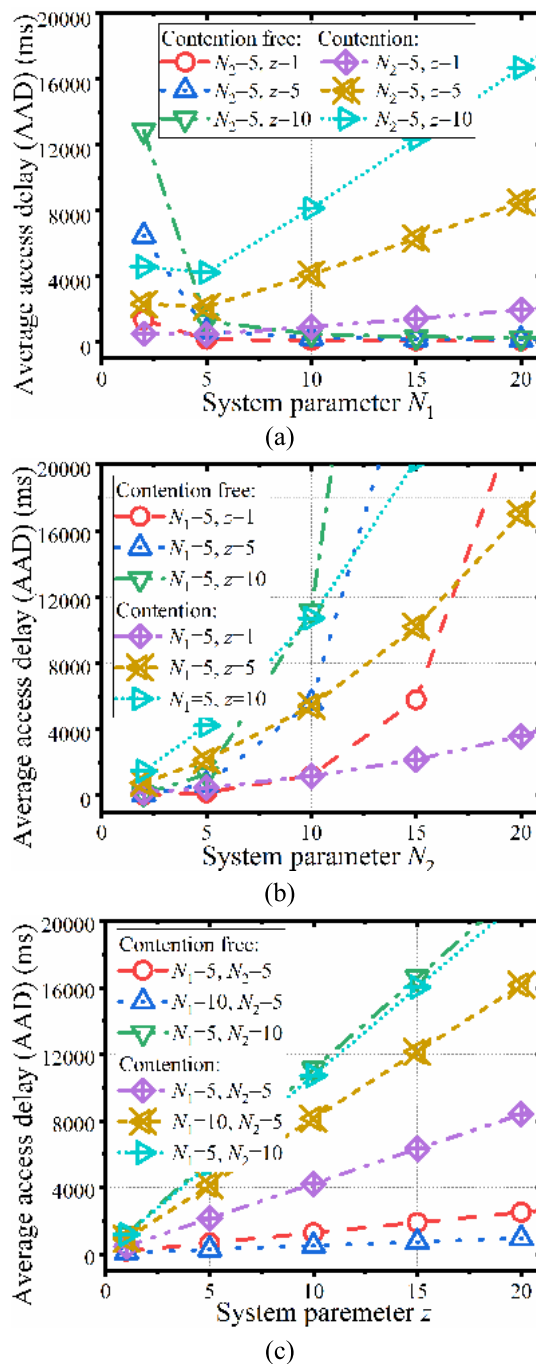 Average access delay (AAD) (ms)
20000
16000
12000
8000
4000
0
Contention free:
N2=5, z=1
N2=5, z=5
N2=5, z=10
Contention:
N2=5, z=1
N2=5, z=5
N2=5, z=10
0
5
10
15
20
System parameter N1
(a)
Average access delay (AAD) (ms)
20000
16000
12000
8000
4000
0
Contention free:
N1=5, z=1
N1=5, z=5
N1=5, z=10
Contention:
N1=5, z=1
N1=5, z=5
N1=5, z=10
0
5
10
15
20
System parameter N2
(b)
Average access delay (AAD) (ms)
20000
16000
12000
8000
4000
0
Contention free:
N1=5, N2=5
N1=10, N2=5
N1=5, N2=10
Contention:
N1=5, N2=5
N1=10, N2=5
N1=5, N2=10
0
5
10
15
20
System paremeter z
(c)